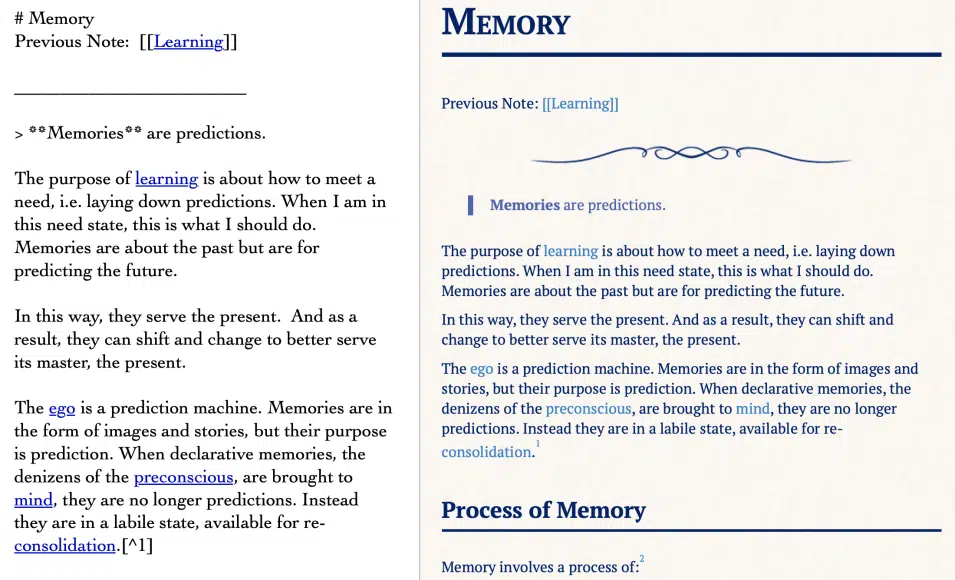 # Memory
Previous Note:  [[Learning]]
____________________________
> **Memories** are predictions.
The purpose of learning is about how to meet a
need, i.e. laying down predictions. When I am in
this need state, this is what I should do.
Memories are about the past but are for
predicting the future.
In this way, they serve the present.  And as a
result, they can shift and change to better serve
its master, the present.
The ego is a prediction machine. Memories are in
the form of images and stories, but their purpose
is prediction. When declarative memories, the
denizens of the preconscious, are brought to
mind, they are no longer predictions. Instead
they are in a labile state, available for re-
consolidation.[^1]
Memory
Previous Note: [[Learning]]
Memories are predictions.
The purpose of learning is about how to meet a need, i.e. laying down
predictions. When I am in this need state, this is what I should do.
Memories are about the past but are for predicting the future.
In this way, they serve the present. And as a result, they can shift and
change to better serve its master, the present.
The ego is a prediction machine. Memories are in the form of images and
stories, but their purpose is prediction. When declarative memories, the
denizens of the preconscious, are brought to mind, they are no longer
predictions. Instead they are in a labile state, available for re-
consolidation.1
Process of Memory
Memory involves a process of:2